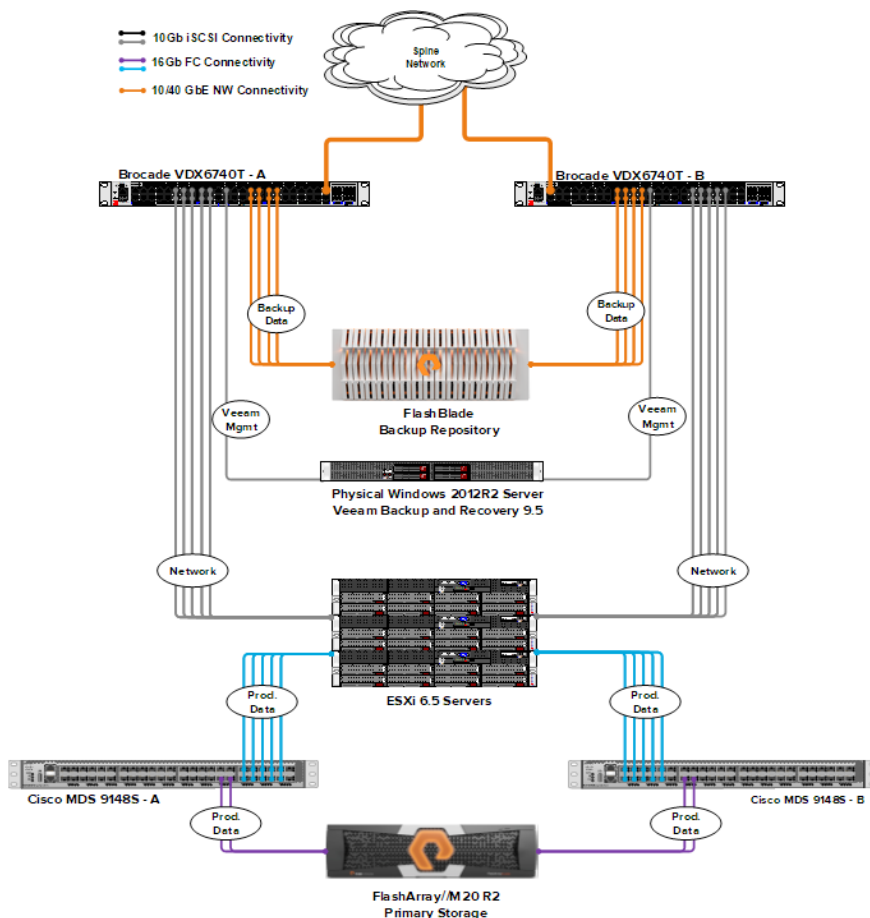 10Gb iSCSI Connectivity
16Gb FC Connectivity
10/40 GbE NW Connectivity
Spine
Network
Brocade VDX6740T - A
Brocade VDX6740T - B
Backup
Data
Backup
Data
FlashBlade
Backup Repository
Veeam
Mgmt
Veeam
Mgmt
Physical Windows 2012R2 Server
Veeam Backup and Recovery 9.5
Network
Network
ESXi 6.5 Servers
Prod.
Data
Prod.
Data
Cisco MDS 9148S - A
Cisco MDS 9148S - B
Prod.
Data
Prod.
Data
FlashArray//M20 R2
Primary Storage